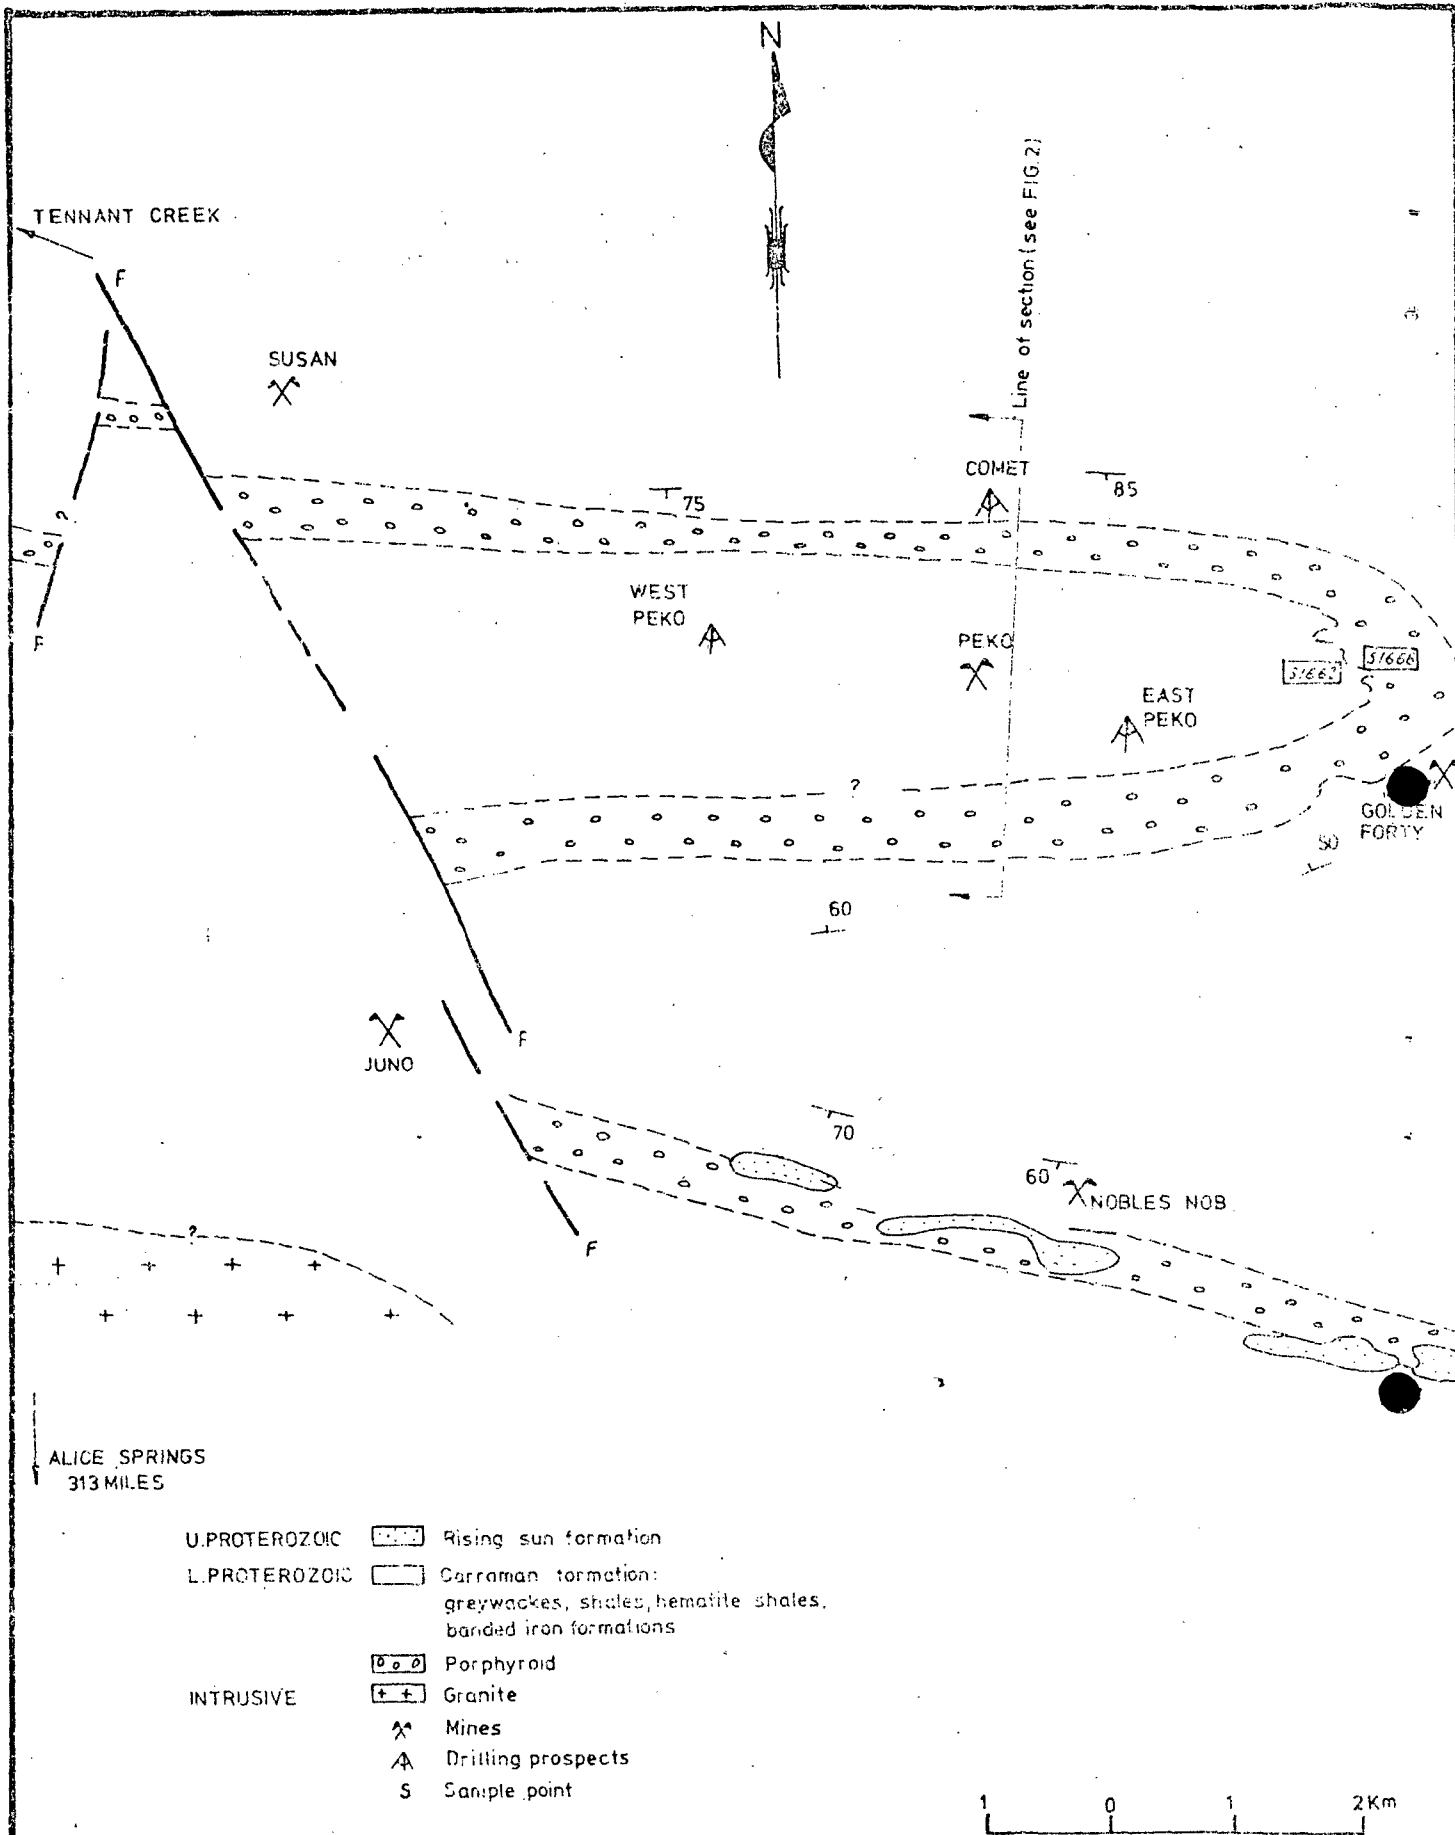 N
TENNANT CREEK
F
SUSAN
Line of section (see FIG.2)
COMET
85
75
?
F
WEST
PEKO
PEKO
S1666
EAST
PEKO
?
GOLDEN
FORTY
50
60
F
JUNO
70
60
NOBLES NOB
?
F
ALICE SPRINGS
313 MILES
U.PROTEROZOIC Rising sun formation
L.PROTEROZOIC Carraman formation:
greywackes, shales, hematite shales,
banded iron formations
Porphyroid
INTRUSIVE Granite
Mines
Drilling prospects
S Sample point
1 0 1 2Km